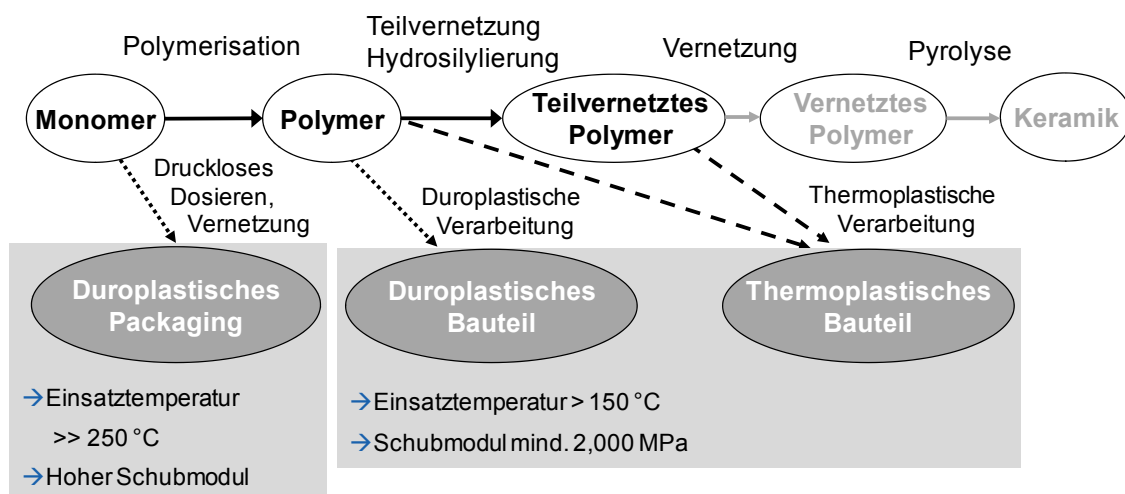 Polymerisation
Teilvernetzung
Hydrosilylierung
Vernetzung
Pyrolyse
Monomer
Polymer
Teilvernetztes
Polymer
Vernetztes
Polymer
Keramik
Druckloses
Dosieren,
Vernetzung
Duroplastische
Verarbeitung
Thermoplastische
Verarbeitung
Duroplastisches
Packaging
Duroplastisches
Bauteil
Thermoplastisches
Bauteil
→Einsatztemperatur
>> 250 °C
→Hoher Schubmodul
→Einsatztemperatur > 150 °C
→Schubmodul mind. 2,000 MPa